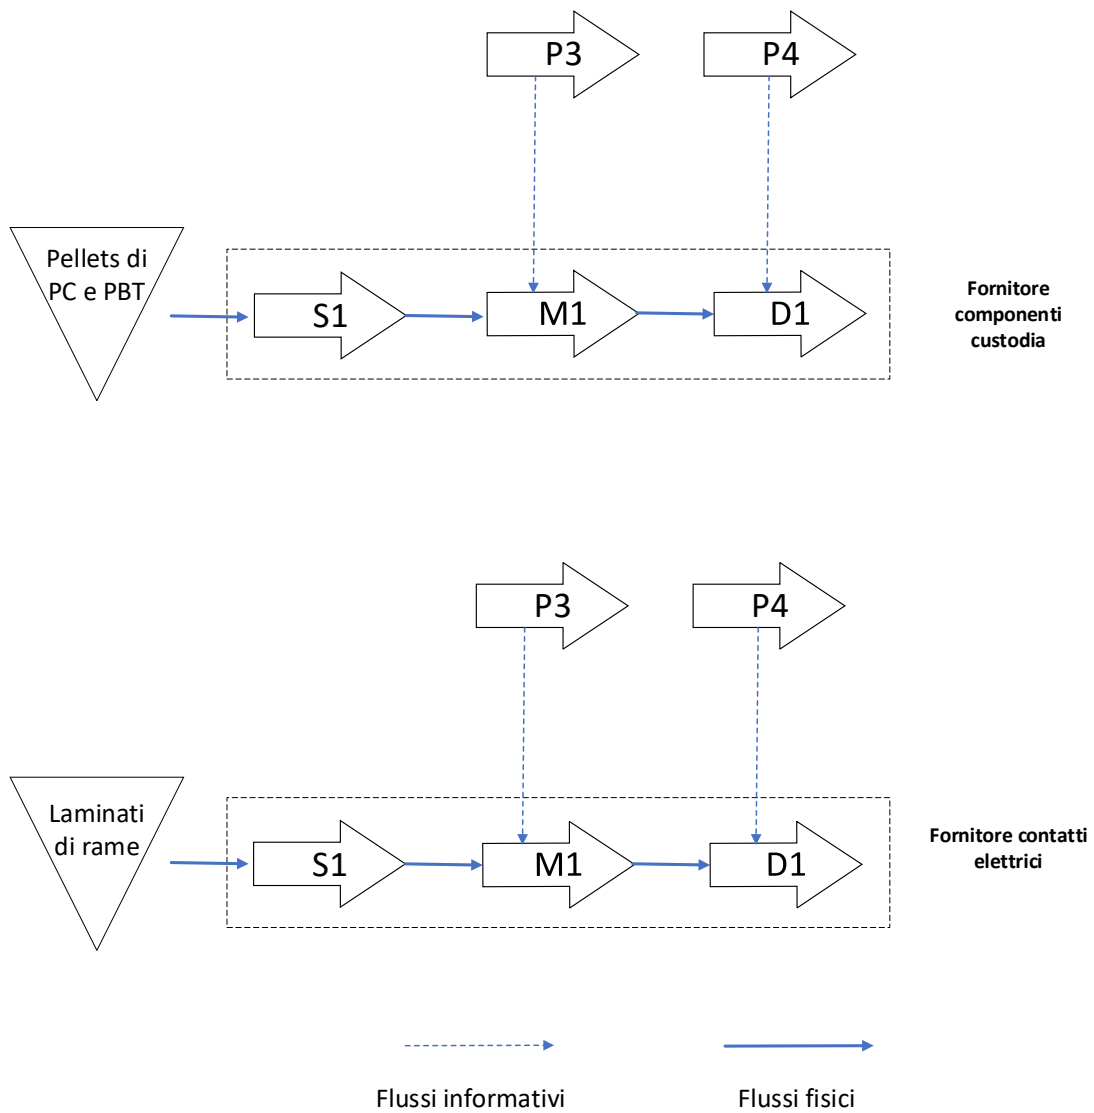 P3
P4
Pellets di
PC e PBT
S1
M1
D1
Fornitore
componenti
custodia
P3
P4
Laminati
di rame
S1
M1
D1
Fornitore contatti
elettrici
Flussi informativi
Flussi fisici